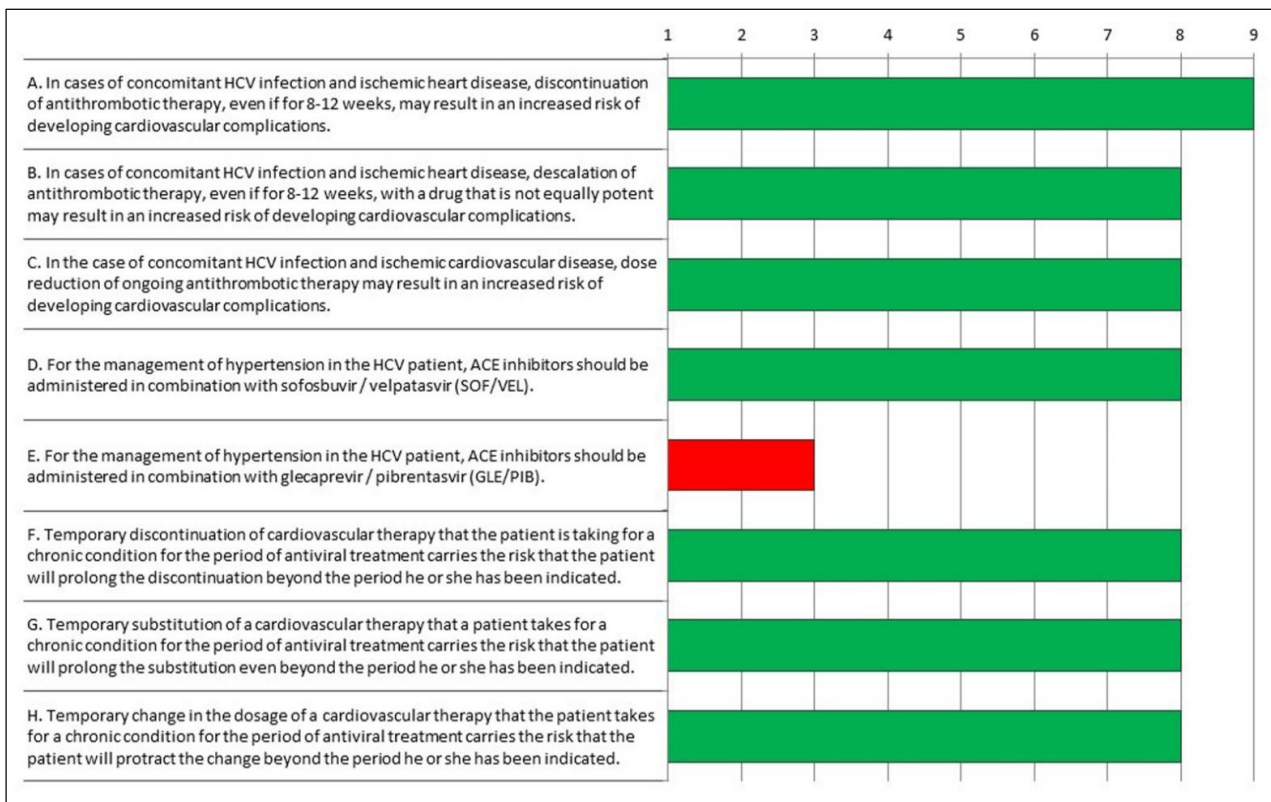 1 2 3 4 5 6 7 8 9
A. In cases of concomitant HCV infection and ischemic heart disease, discontinuation
of antithrombotic therapy, even if for 8-12 weeks, may result in an increased risk of
developing cardiovascular complications.
B. In cases of concomitant HCV infection and ischemic heart disease, descalation of
antithrombotic therapy, even if for 8-12 weeks, with a drug that is not equally potent
may result in an increased risk of developing cardiovascular complications.
C. In the case of concomitant HCV infection and ischemic cardiovascular disease, dose
reduction of ongoing antithrombotic therapy may result in an increased risk of
developing cardiovascular complications.
D. For the management of hypertension in the HCV patient, ACE inhibitors should be
administered in combination with sofosbuvir / velpatasvir (SOF/VEL).
E. For the management of hypertension in the HCV patient, ACE inhibitors should be
administered in combination with glecaprevir / pibrentasvir (GLE/PIB).
F. Temporary discontinuation of cardiovascular therapy that the patient is taking for a
chronic condition for the period of antiviral treatment carries the risk that the patient
will prolong the discontinuation beyond the period he or she has been indicated.
G. Temporary substitution of a cardiovascular therapy that a patient takes for a
chronic condition for the period of antiviral treatment carries the risk that the patient
will prolong the substitution even beyond the period he or she has been indicated.
H. Temporary change in the dosage of a cardiovascular therapy that the patient takes
for a chronic condition for the period of antiviral treatment carries the risk that the
patient will protract the change beyond the period he or she has been indicated.